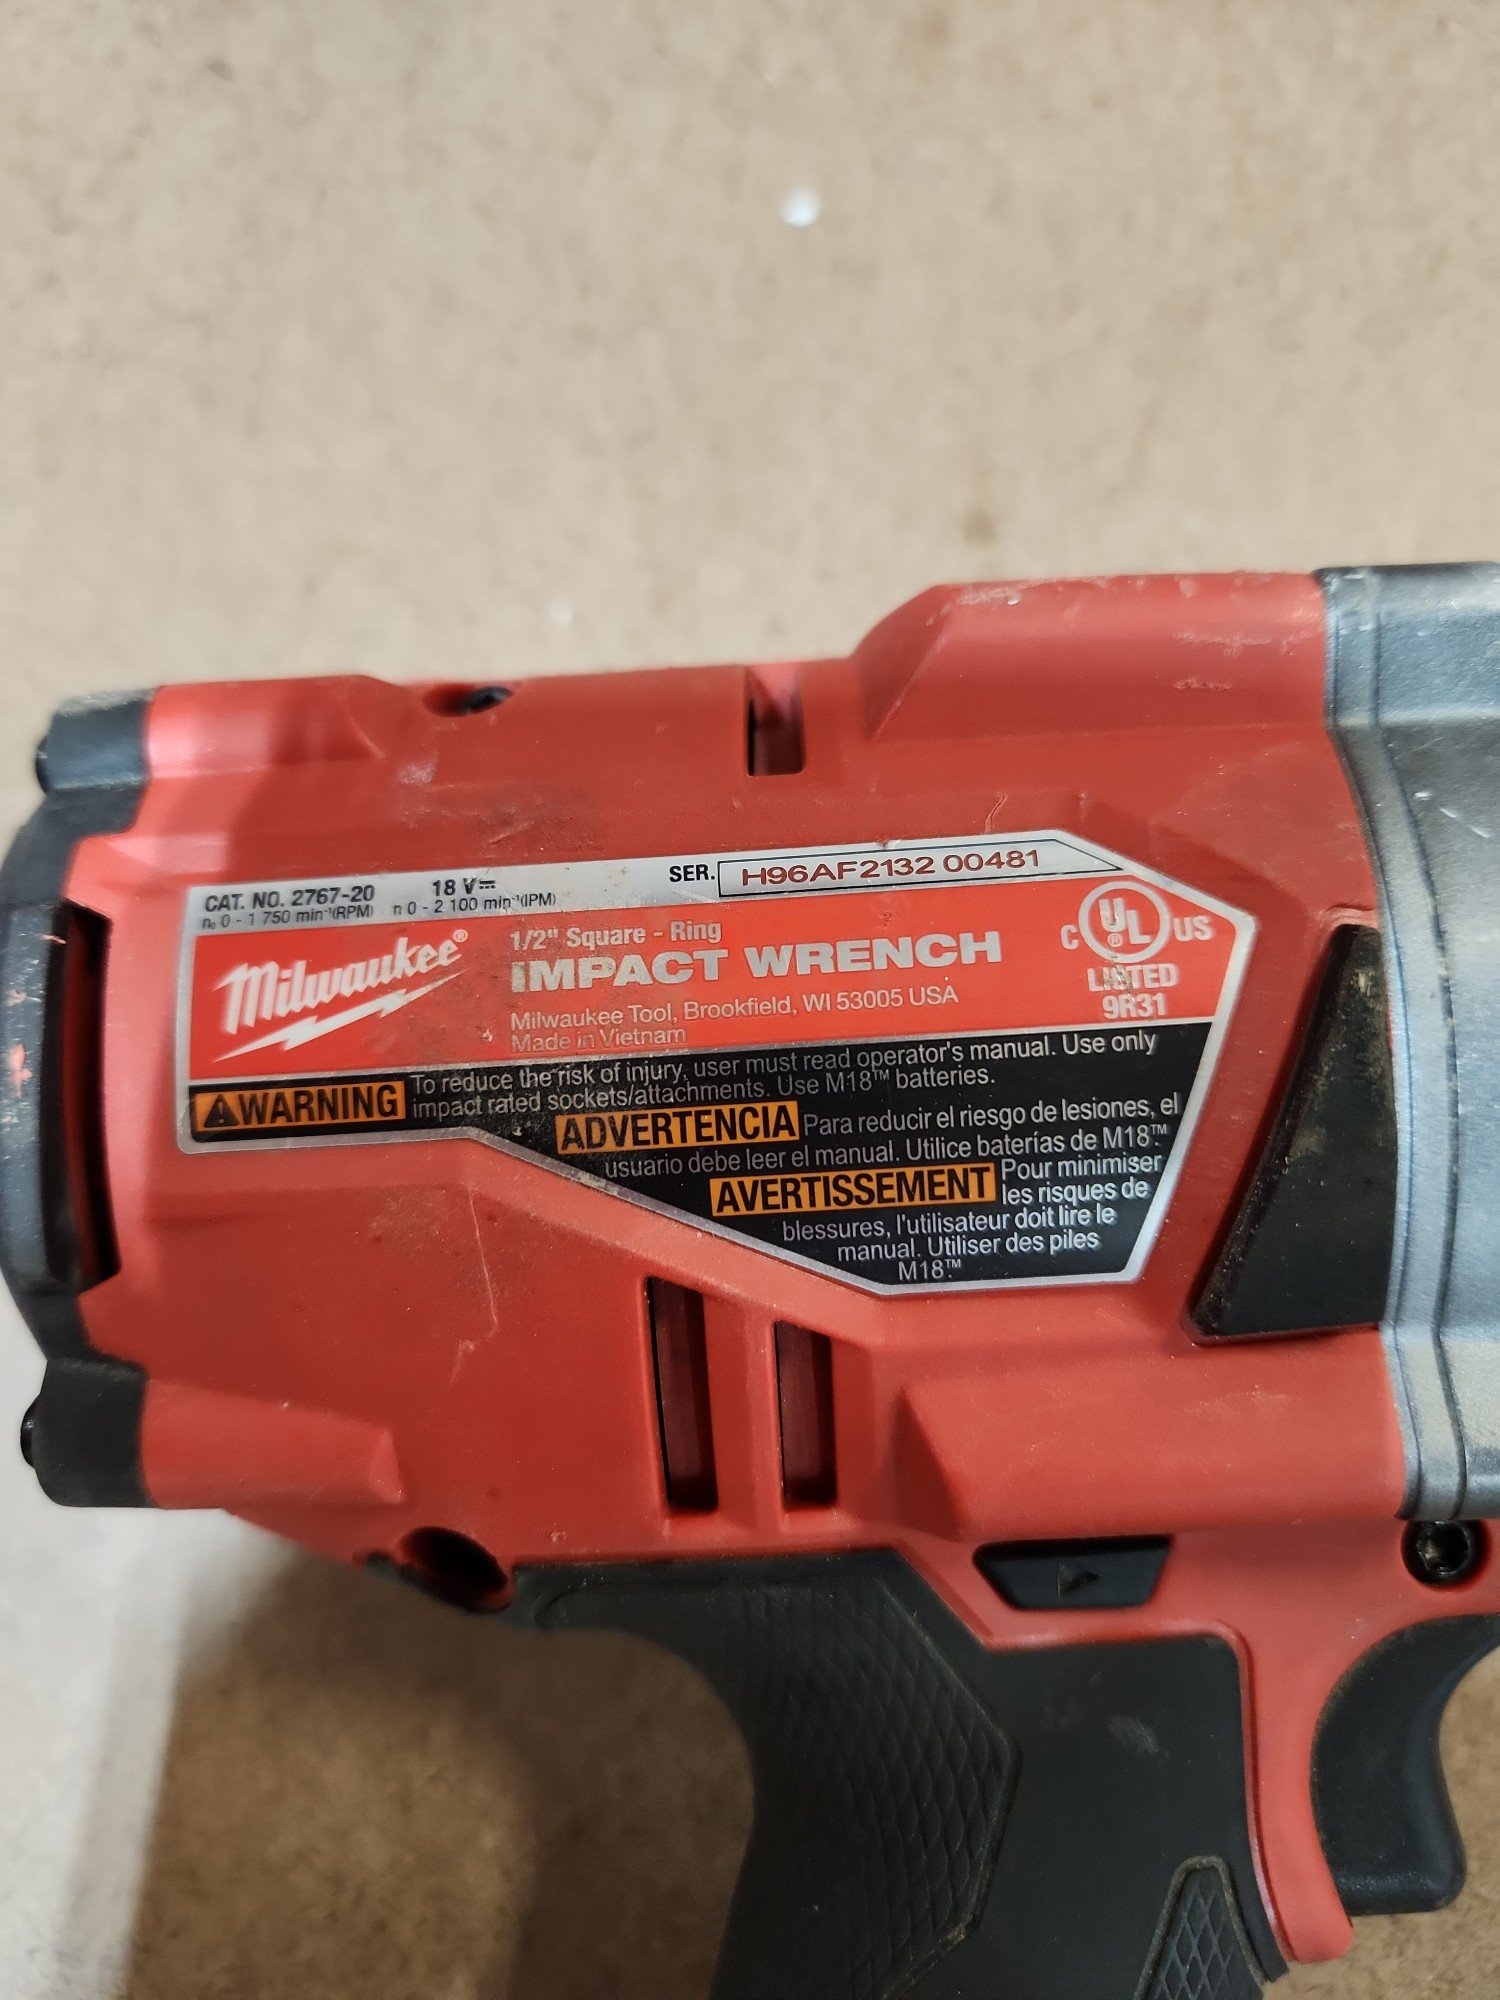 CAT. NO. 2767-20 18 V⎓ SER. H96AF2132 00481
n₀ 0 - 1 750 min⁻¹(RPM) n 0 - 2 100 min⁻¹(IPM)
Milwaukee®
1/2" Square - Ring
IMPACT WRENCH
Milwaukee Tool, Brookfield, WI 53005 USA
Made in Vietnam
C UL® US
LISTED
9R31
⚠WARNING To reduce the risk of injury, user must read operator's manual. Use only
impact rated sockets/attachments. Use M18™ batteries.
ADVERTENCIA Para reducir el riesgo de lesiones, el
usuario debe leer el manual. Utilice baterías de M18™.
AVERTISSEMENT Pour minimiser
les risques de
blessures, l'utilisateur doit lire le
manual. Utiliser des piles
M18™.